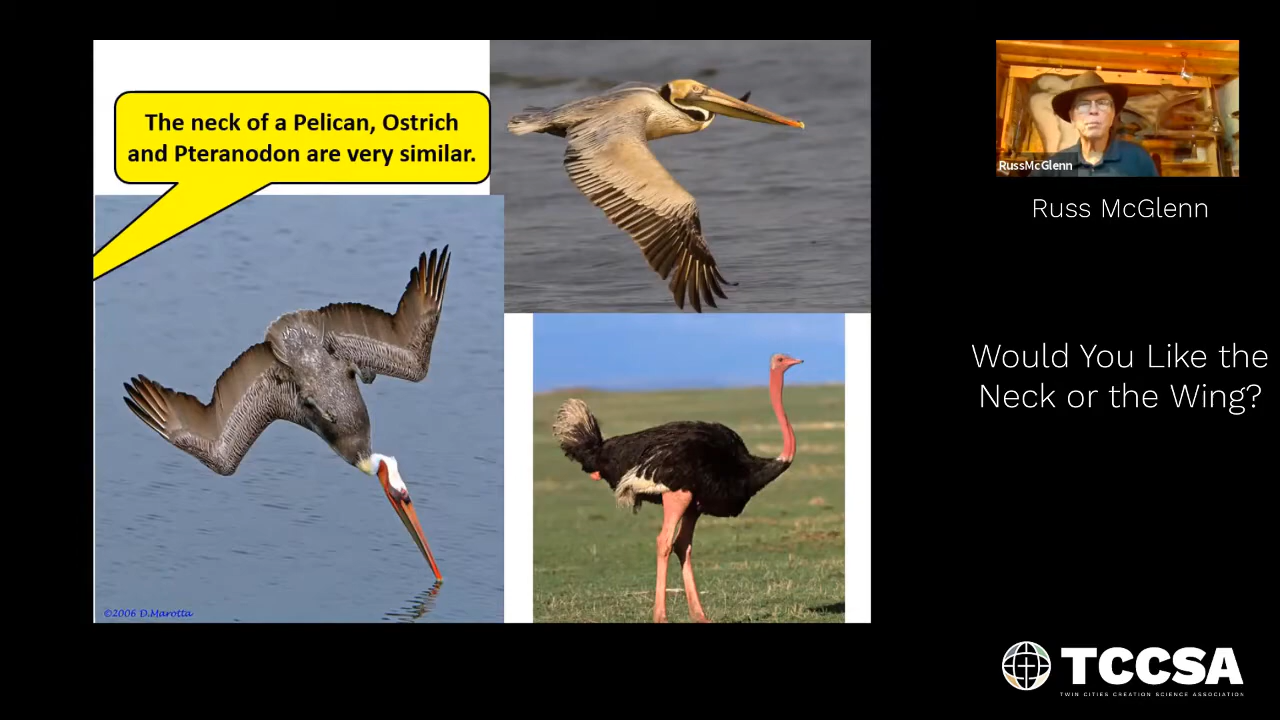 The neck of a Pelican, Ostrich
and Pteranodon are very similar.
©2006 D.Marotta
RussMcGlenn
Russ McGlenn
Would You Like the
Neck or the Wing?
TCCSA
TWIN CITIES CREATION SCIENCE ASSOCIATION